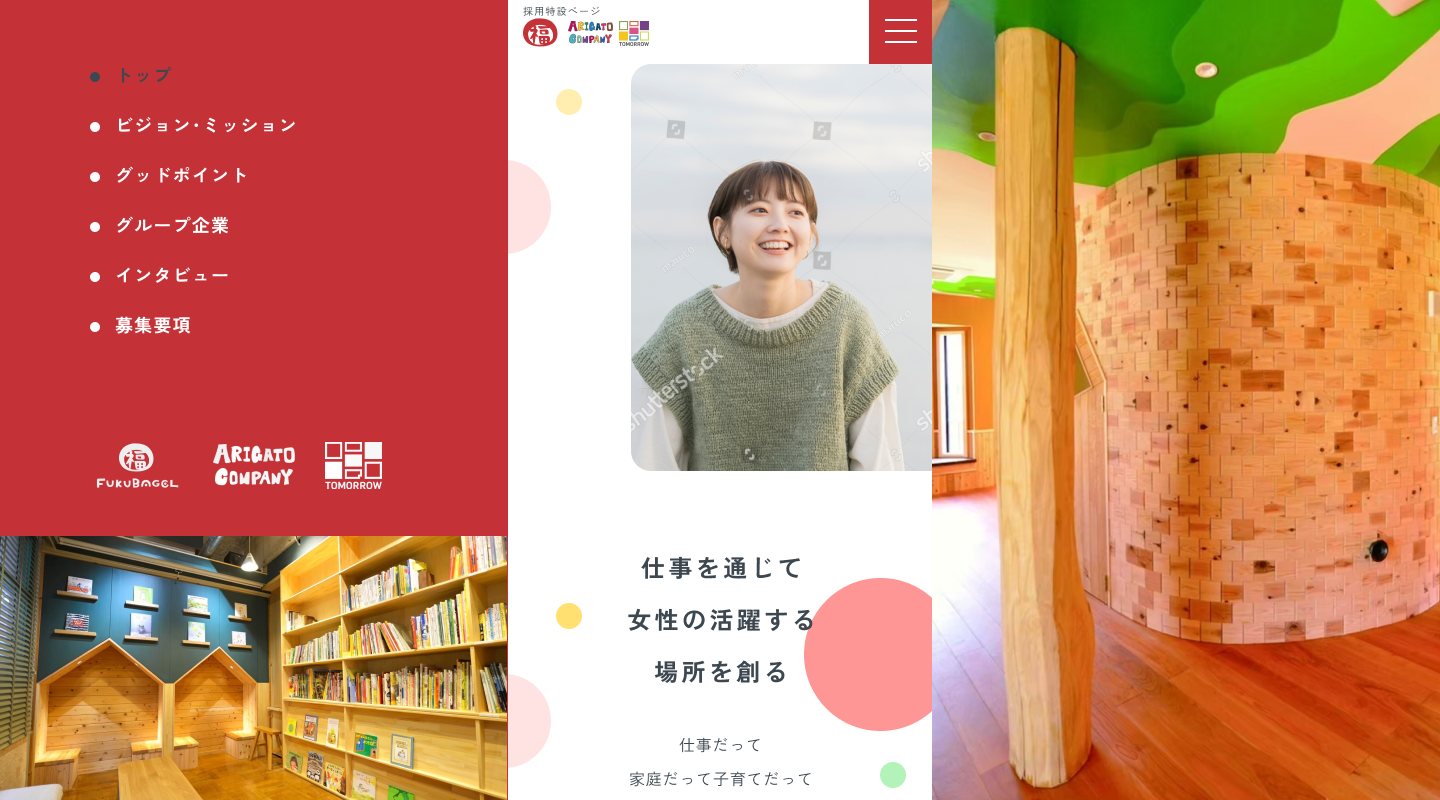 トップ
ビジョン・ミッション
グッドポイント
グループ企業
インタビュー
募集要項
福
FUKUBAGEL
ARIGATO
COMPANY
TOMORROW
採用特設ページ
福
ARIGATO
COMPANY
TOMORROW
shutterstock
仕事を通じて
女性の活躍する
場所を創る
仕事だって
家庭だって子育てだって